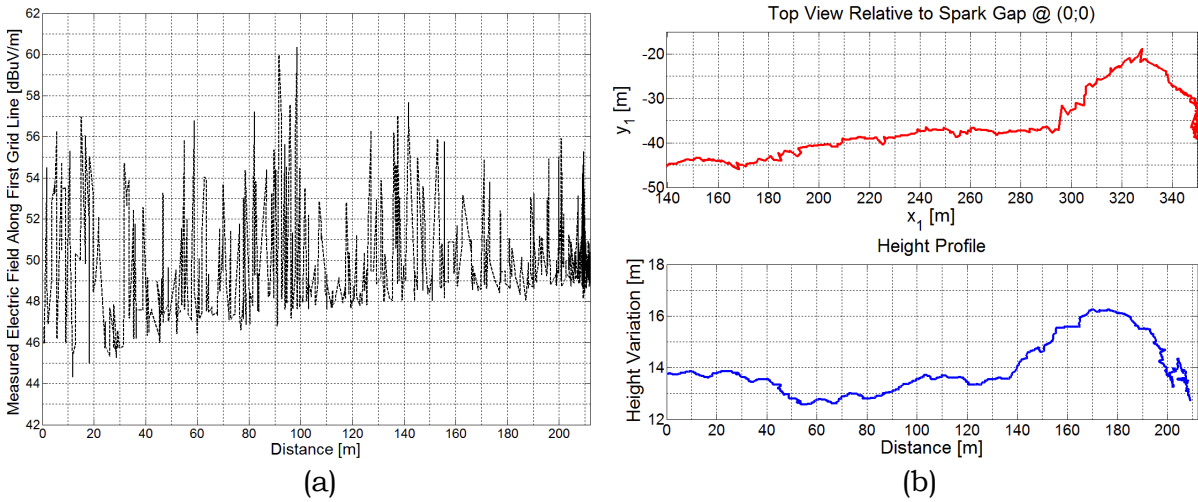 Measured Electric Field Along First Grid Line [dBuV/m]
62
60
58
56
54
52
50
48
46
44
42
0 20 40 60 80 100 120 140 160 180 200
Distance [m]
(a)
Top View Relative to Spark Gap @ (0;0)
y_1 [m]
-20
-30
-40
-50
140 160 180 200 220 240 260 280 300 320 340
x_1 [m]
Height Profile
Height Variation [m]
18
16
14
12
0 20 40 60 80 100 120 140 160 180 200
Distance [m]
(b)